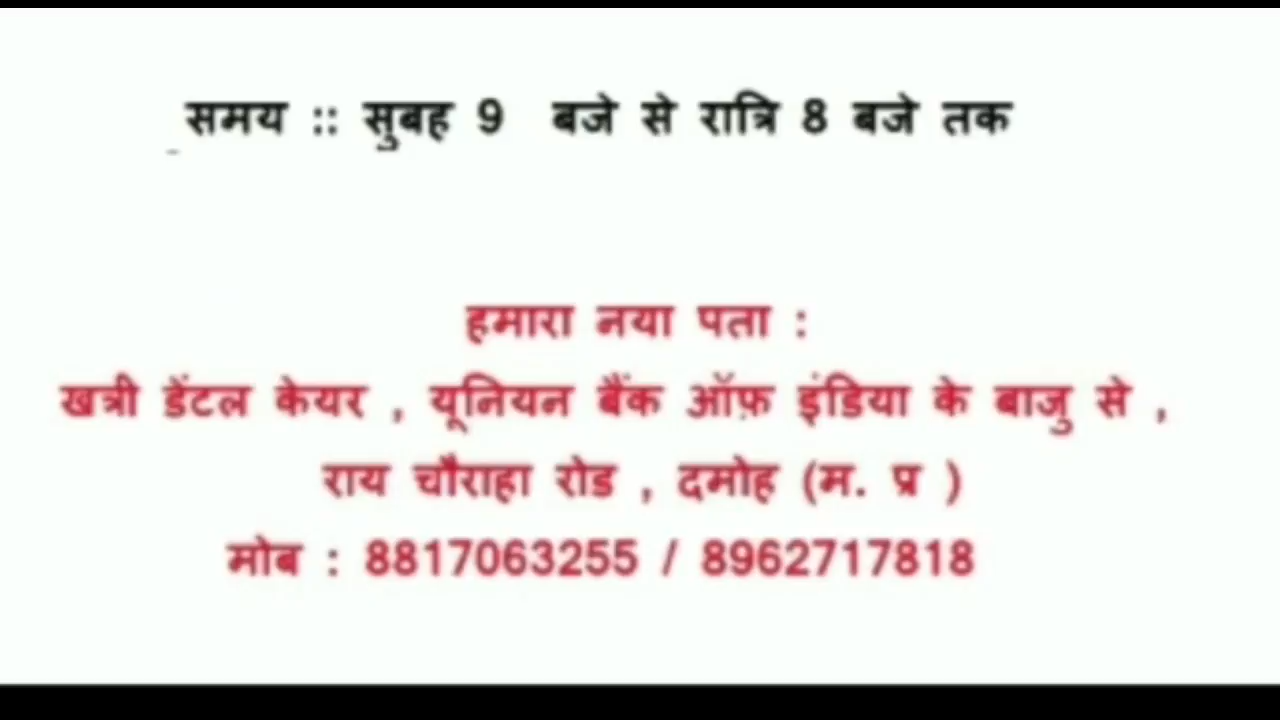 समय :: सुबह 9 बजे से रात्रि 8 बजे तक
हमारा नया पता :
खत्री डेंटल केयर , यूनियन बैंक ऑफ़ इंडिया के बाजु से ,
राय चौराहा रोड , दमोह (म. प्र )
मोब : 8817063255 / 8962717818